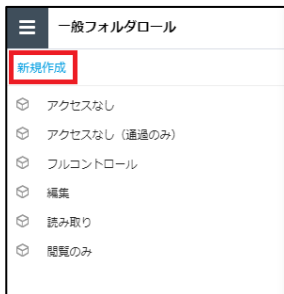 一般フォルダロール
新規作成
アクセスなし
アクセスなし（通過のみ）
フルコントロール
編集
読み取り
閲覧のみ